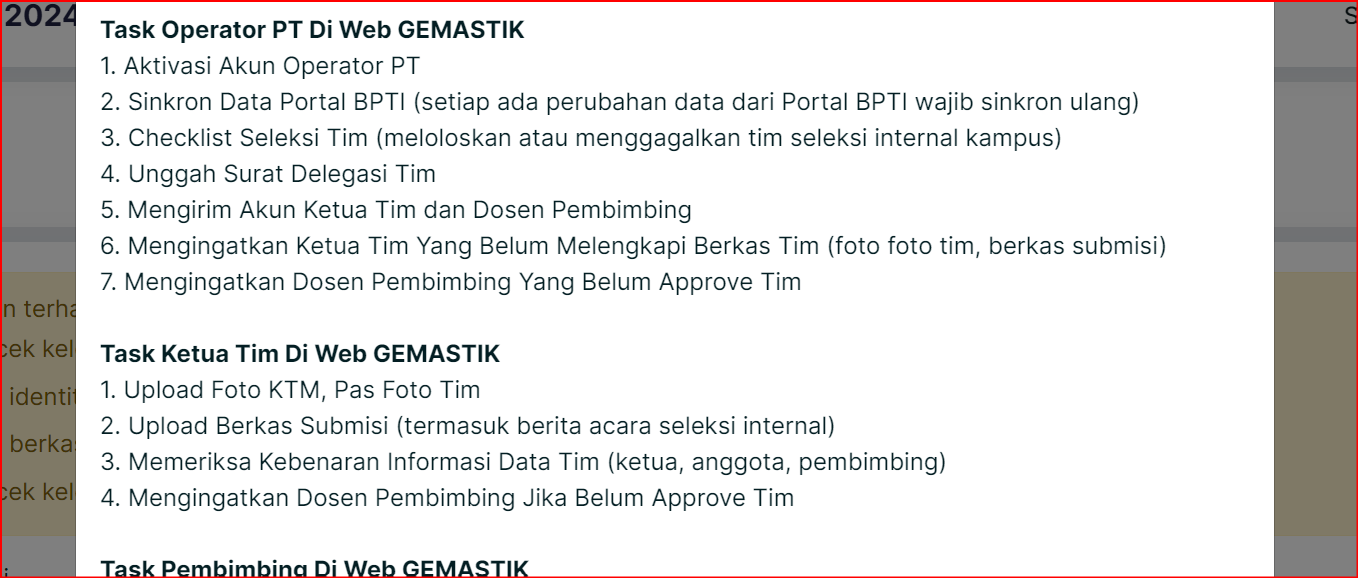 2024
S
Task Operator PT Di Web GEMASTIK
1. Aktivasi Akun Operator PT
2. Sinkron Data Portal BPTI (setiap ada perubahan data dari Portal BPTI wajib sinkron ulang)
3. Checklist Seleksi Tim (meloloskan atau menggagalkan tim seleksi internal kampus)
4. Unggah Surat Delegasi Tim
5. Mengirim Akun Ketua Tim dan Dosen Pembimbing
6. Mengingatkan Ketua Tim Yang Belum Melengkapi Berkas Tim (foto foto tim, berkas submisi)
7. Mengingatkan Dosen Pembimbing Yang Belum Approve Tim
Task Ketua Tim Di Web GEMASTIK
1. Upload Foto KTM, Pas Foto Tim
2. Upload Berkas Submisi (termasuk berita acara seleksi internal)
3. Memeriksa Kebenaran Informasi Data Tim (ketua, anggota, pembimbing)
4. Mengingatkan Dosen Pembimbing Jika Belum Approve Tim
Task Pembimbing Di Web GEMASTIK
n terha
cek kel
identit
berkas
cek kel